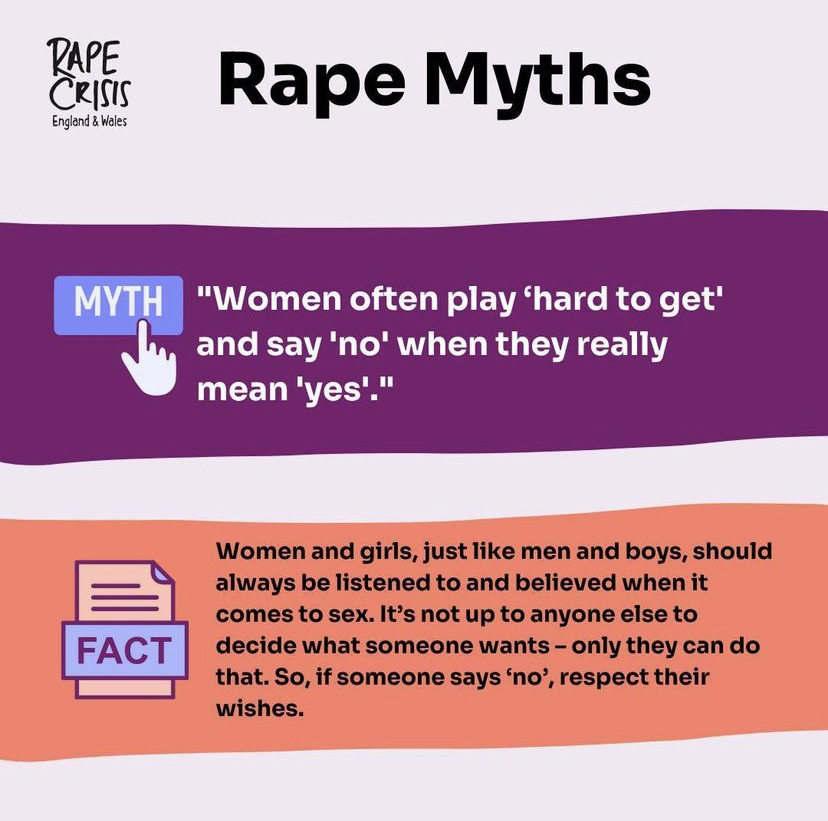 RAPE
CRISIS
England & Wales
Rape Myths
MYTH
"Women often play ‘hard to get'
and say 'no' when they really
mean 'yes'."
FACT
Women and girls, just like men and boys, should
always be listened to and believed when it
comes to sex. It’s not up to anyone else to
decide what someone wants – only they can do
that. So, if someone says ‘no’, respect their
wishes.